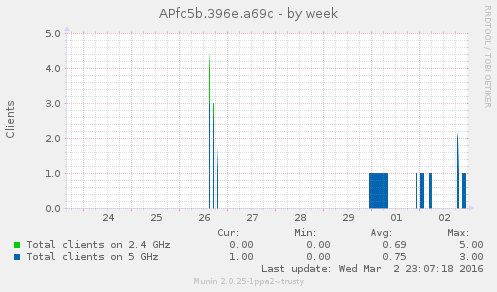 APfc5b.396e.a69c - by week
5.0
4.0
3.0
2.0
1.0
0.0
Clients
24 25 26 27 28 29 01 02
Cur: Min: Avg: Max:
Total clients on 2.4 GHz 0.00 0.00 0.69 5.00
Total clients on 5 GHz 1.00 0.00 0.75 3.00
Last update: Wed Mar 2 23:07:18 2016
Munin 2.0.25-1ppa2~trusty
RRDTOOL / TOBI OETIKER